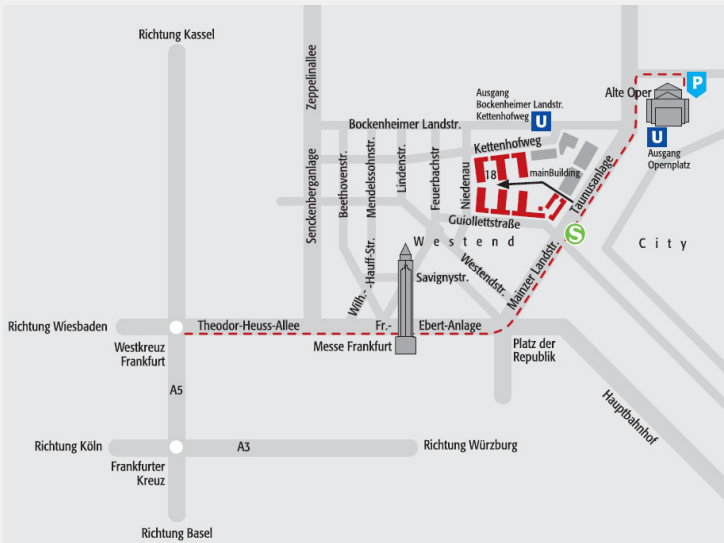 Richtung Kassel
Zeppelinallee
Alte Oper
P
U
Ausgang
Opernplatz
Ausgang
Bockenheimer Landstr.
Kettenhofweg
U
Bockenheimer Landstr.
Kettenhofweg
18
mainBuilding
Taunusanlage
Senckenberganlage
Beethovenstr.
Mendelssohnstr.
Lindenstr.
Feuerbachstr
Niedenau
Guiollettstraße
S
Westend
City
Wilh.-
-Hauff-Str.
Savignystr.
Westendstr.
Mainzer Landstr.
Richtung Wiesbaden
Theodor-Heuss-Allee
Fr.-
Ebert-Anlage
Westkreuz
Frankfurt
Messe Frankfurt
Platz der
Republik
A5
Hauptbahnhof
Richtung Köln
A3
Richtung Würzburg
Frankfurter
Kreuz
Richtung Basel